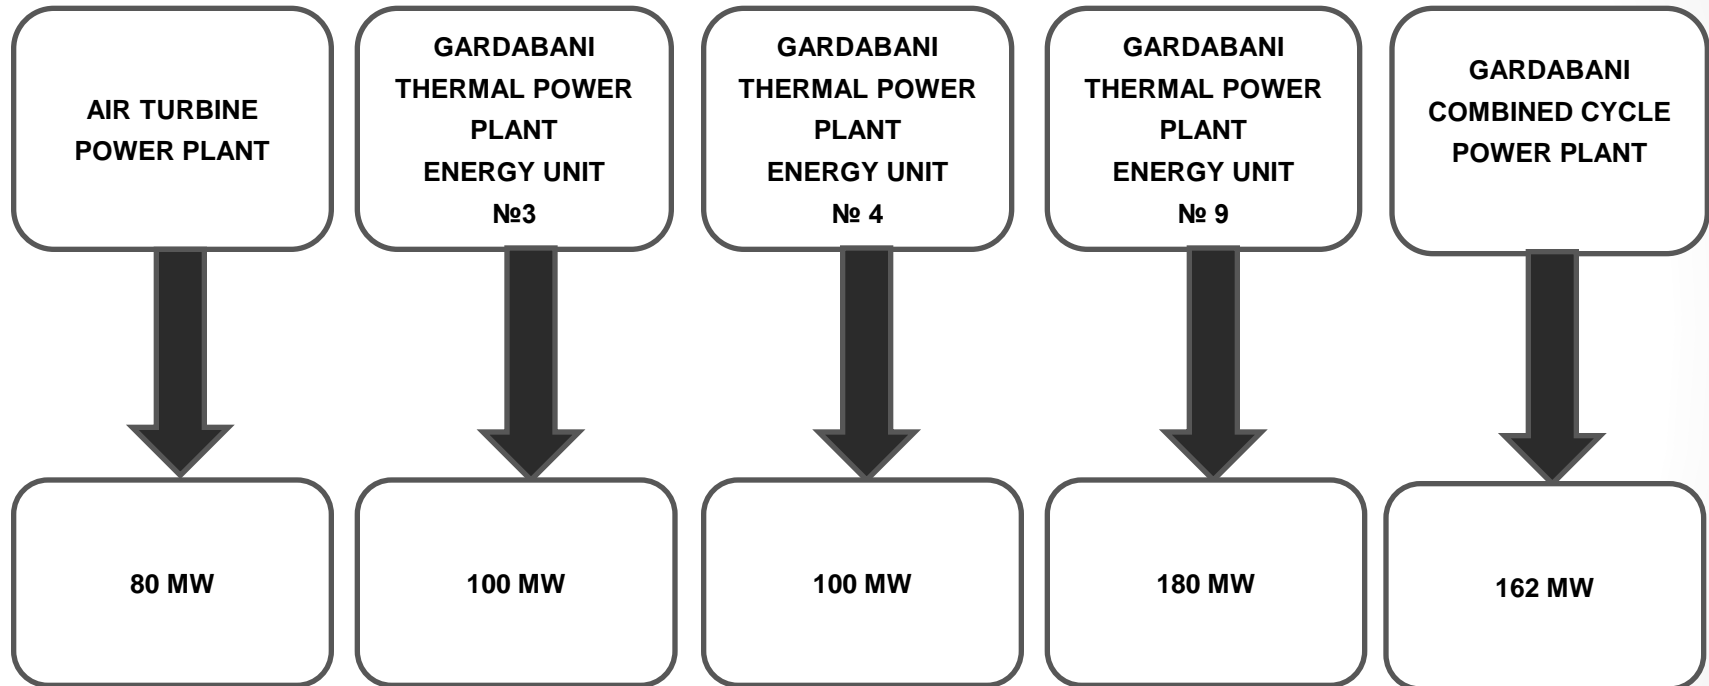 AIR TURBINE
POWER PLANT
GARDABANI
THERMAL POWER
PLANT
ENERGY UNIT
№3
GARDABANI
THERMAL POWER
PLANT
ENERGY UNIT
№ 4
GARDABANI
THERMAL POWER
PLANT
ENERGY UNIT
№ 9
GARDABANI
COMBINED CYCLE
POWER PLANT
80 MW
100 MW
100 MW
180 MW
162 MW